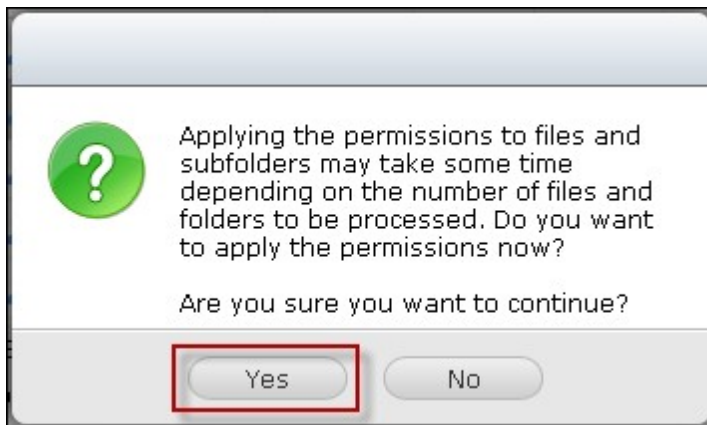 Applying the permissions to files and
subfolders may take some time
depending on the number of files and
folders to be processed. Do you want
to apply the permissions now?
Are you sure you want to continue?
Yes No